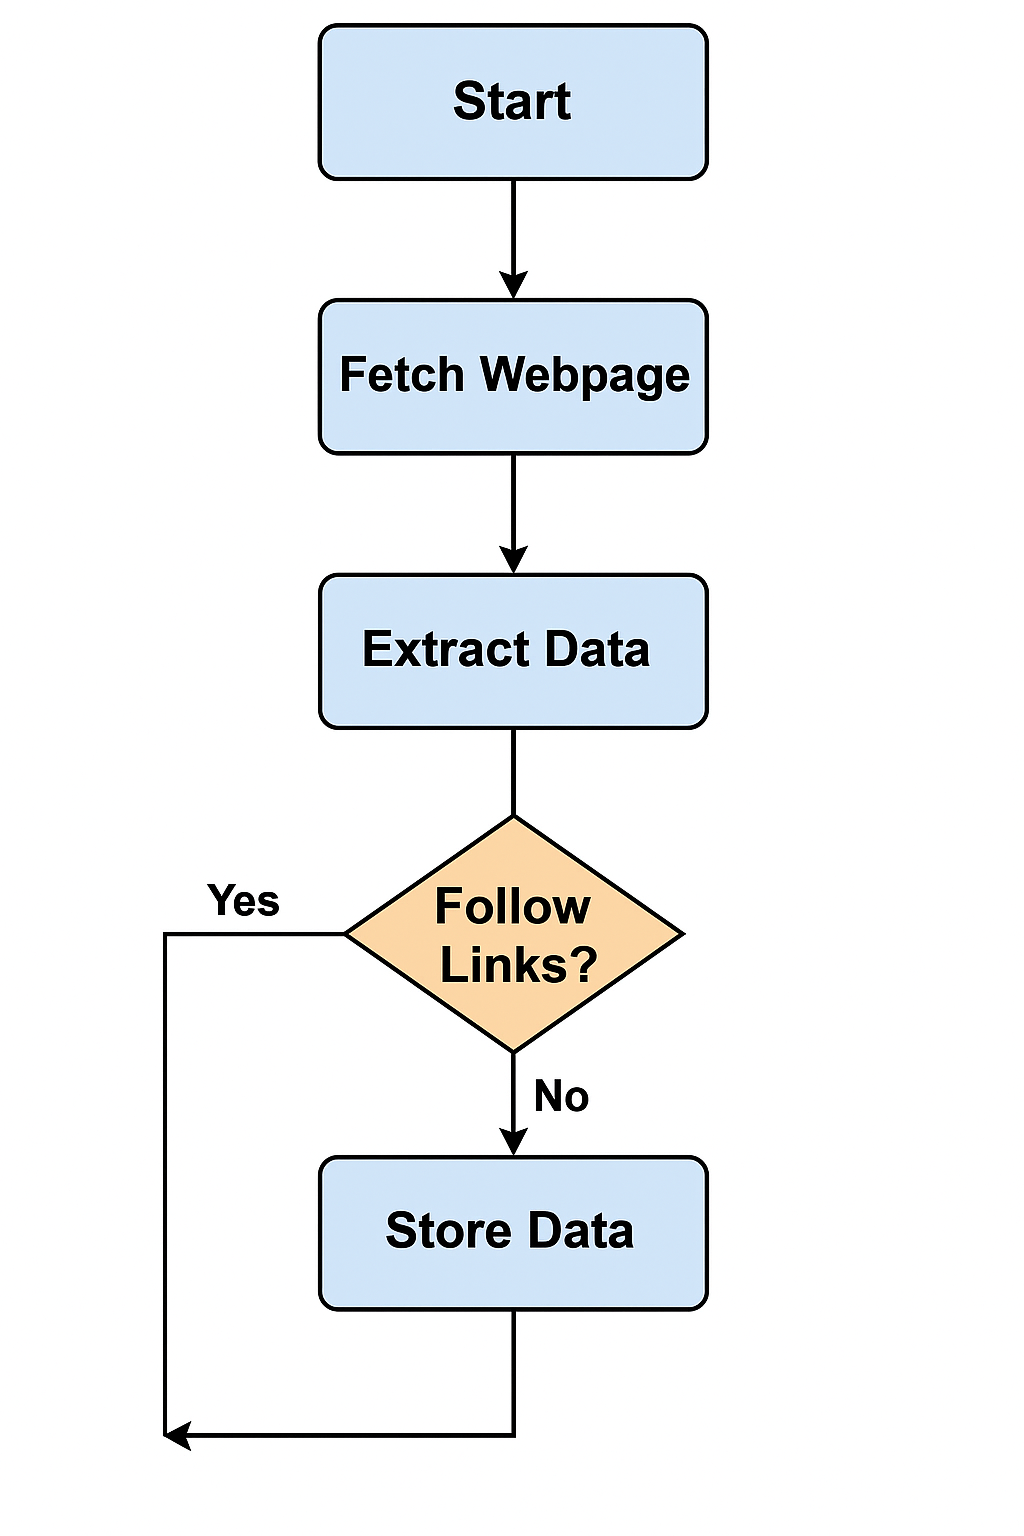 Start
Fetch Webpage
Extract Data
Yes
Follow
Links?
No
Store Data